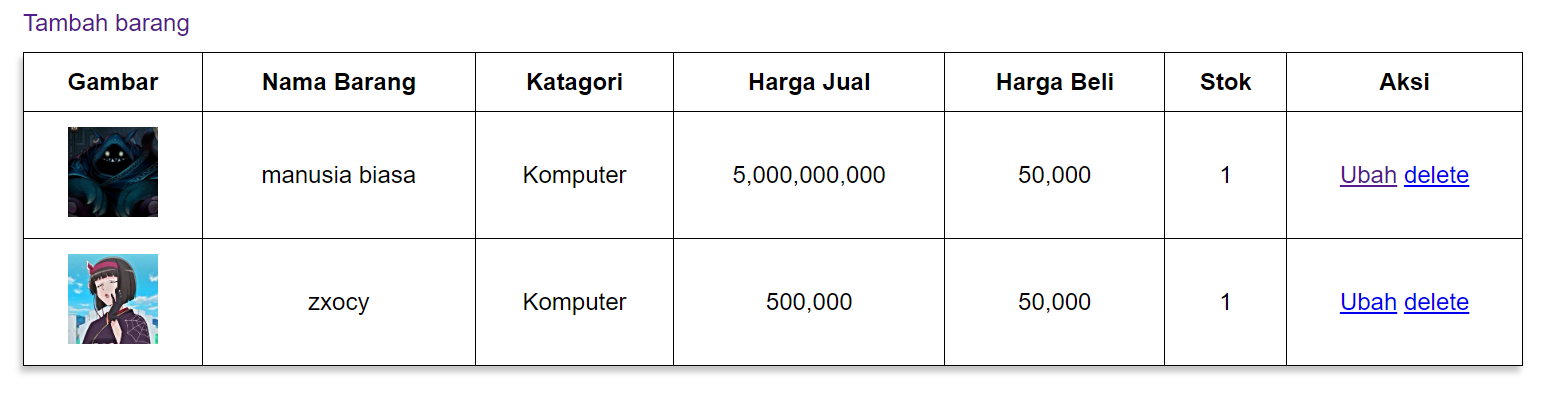 Tambah barang
Gambar Nama Barang Katagori Harga Jual Harga Beli Stok Aksi
manusia biasa Komputer 5,000,000,000 50,000 1 Ubah delete
zxocy Komputer 500,000 50,000 1 Ubah delete